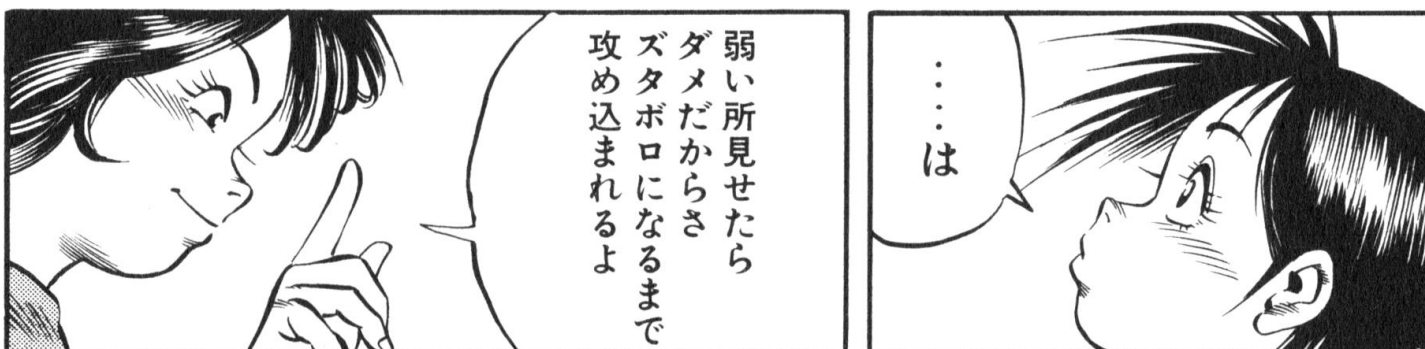 ・・・・は
弱い所見せたら
ダメだからさ
ズタボロになるまで
攻め込まれるよ